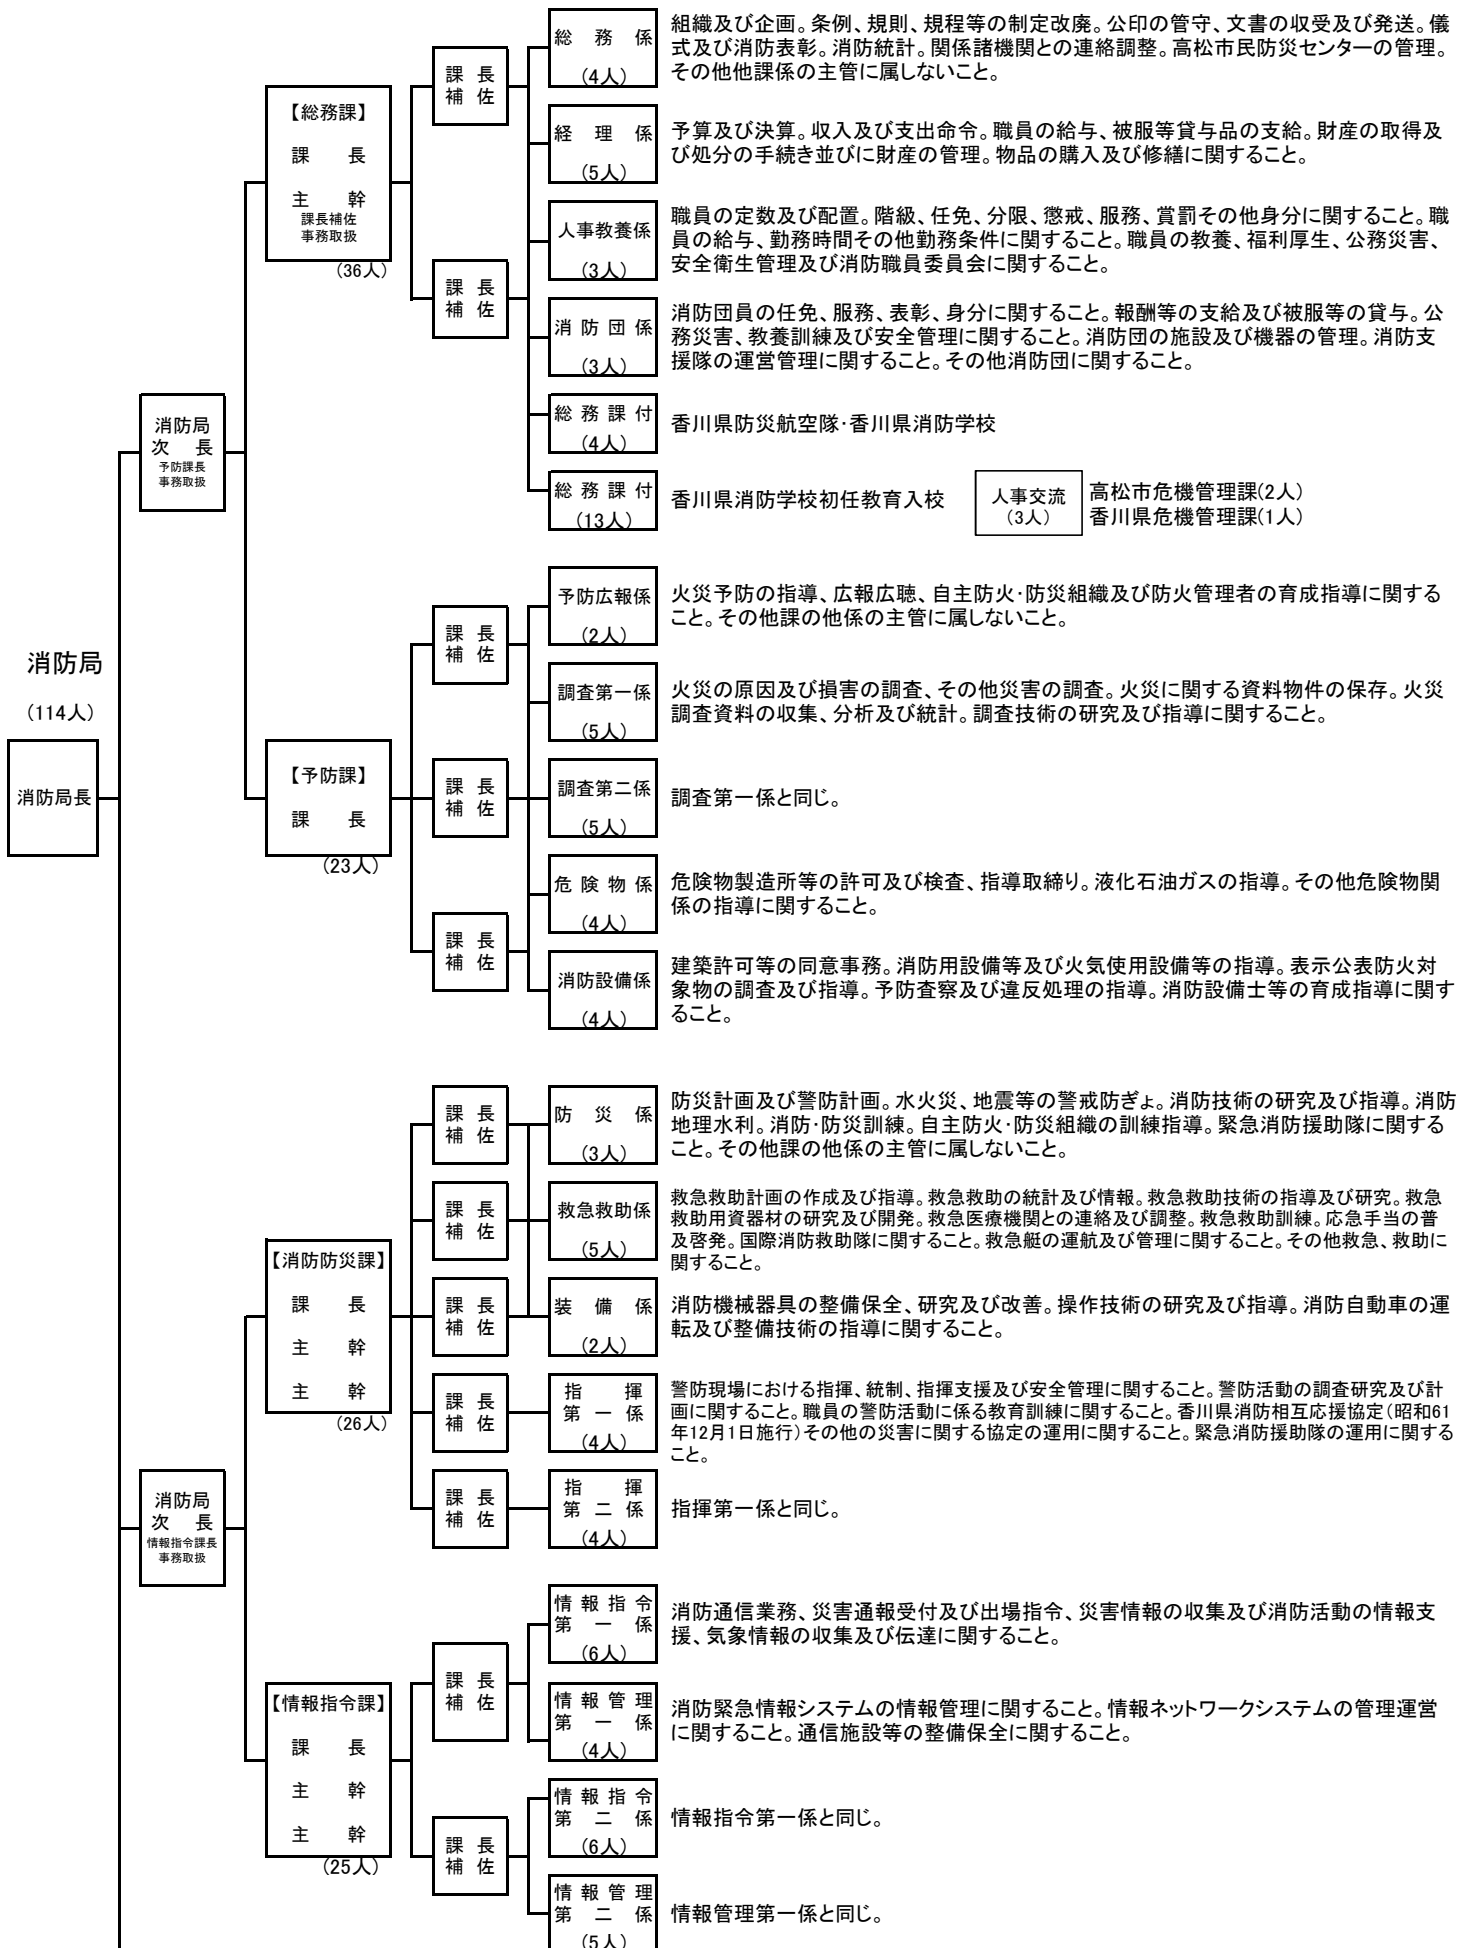 消防局
(114人)
消防局長
消防局
次　長
予防課長
事務取扱
【総務課】
課　長
主　幹
課長補佐
事務取扱
(36人)
課 長
補 佐
課 長
補 佐
総 務 係
(4人)
組織及び企画。条例、規則、規程等の制定改廃。公印の管守、文書の収受及び発送。儀
式及び消防表彰。消防統計。関係諸機関との連絡調整。高松市民防災センターの管理。
その他他課係の主管に属しないこと。
経 理 係
(5人)
予算及び決算。収入及び支出命令。職員の給与、被服等貸与品の支給。財産の取得及
び処分の手続き並びに財産の管理。物品の購入及び修繕に関すること。
人事教養係
(3人)
職員の定数及び配置。階級、任免、分限、懲戒、服務、賞罰その他身分に関すること。職
員の給与、勤務時間その他勤務条件に関すること。職員の教養、福利厚生、公務災害、
安全衛生管理及び消防職員委員会に関すること。
消 防 団 係
(3人)
消防団員の任免、服務、表彰、身分に関すること。報酬等の支給及び被服等の貸与。公
務災害、教養訓練及び安全管理に関すること。消防団の施設及び機器の管理。消防支
援隊の運営管理に関すること。その他消防団に関すること。
総 務 課 付
(4人)
香川県防災航空隊・香川県消防学校
総 務 課 付
(13人)
香川県消防学校初任教育入校
人事交流
(3人)
高松市危機管理課(2人)
香川県危機管理課(1人)
【予防課】
課　長
(23人)
課 長
補 佐
課 長
補 佐
課 長
補 佐
予防広報係
(2人)
火災予防の指導、広報広聴、自主防火・防災組織及び防火管理者の育成指導に関する
こと。その他課の他係の主管に属しないこと。
調査第一係
(5人)
火災の原因及び損害の調査、その他災害の調査。火災に関する資料物件の保存。火災
調査資料の収集、分析及び統計。調査技術の研究及び指導に関すること。
調査第二係
(5人)
調査第一係と同じ。
危 険 物 係
(4人)
危険物製造所等の許可及び検査、指導取締り。液化石油ガスの指導。その他危険物関
係の指導に関すること。
消防設備係
(4人)
建築許可等の同意事務。消防用設備等及び火気使用設備等の指導。表示公表防火対
象物の調査及び指導。予防査察及び違反処理の指導。消防設備士等の育成指導に関す
ること。
消防局
次　長
情報指令課長
事務取扱
【消防防災課】
課　長
主　幹
主　幹
(26人)
課 長
補 佐
防 災 係
(3人)
防災計画及び警防計画。水火災、地震等の警戒防ぎょ。消防技術の研究及び指導。消防
地理水利。消防・防災訓練。自主防火・防災組織の訓練指導。緊急消防援助隊に関する
こと。その他課の他係の主管に属しないこと。
課 長
補 佐
救急救助係
(5人)
救急救助計画の作成及び指導。救急救助の統計及び情報。救急救助技術の指導及び研究。救急
救助用資器材の研究及び開発。救急医療機関との連絡及び調整。救急救助訓練。応急手当の普
及啓発。国際消防救助隊に関すること。救急艇の運航及び管理に関すること。その他救急、救助に
関すること。
課 長
補 佐
装 備 係
(2人)
消防機械器具の整備保全、研究及び改善。操作技術の研究及び指導。消防自動車の運
転及び整備技術の指導に関すること。
課 長
補 佐
指 揮
第 一 係
(4人)
警防現場における指揮、統制、指揮支援及び安全管理に関すること。警防活動の調査研究及び計
画に関すること。職員の警防活動に係る教育訓練に関すること。香川県消防相互応援協定(昭和61
年12月1日施行)その他の災害に関する協定の運用に関すること。緊急消防援助隊の運用に関する
こと。
課 長
補 佐
指 揮
第 二 係
(4人)
指揮第一係と同じ。
【情報指令課】
課　長
主　幹
主　幹
(25人)
課 長
補 佐
情 報 指 令
第 一 係
(6人)
消防通信業務、災害通報受付及び出場指令、災害情報の収集及び消防活動の情報支
援、気象情報の収集及び伝達に関すること。
情 報 管 理
第 一 係
(4人)
消防緊急情報システムの情報管理に関すること。情報ネットワークシステムの管理運営
に関すること。通信施設等の整備保全に関すること。
課 長
補 佐
情 報 指 令
第 二 係
(6人)
情報指令第一係と同じ。
情 報 管 理
第 二 係
(5人)
情報管理第一係と同じ。